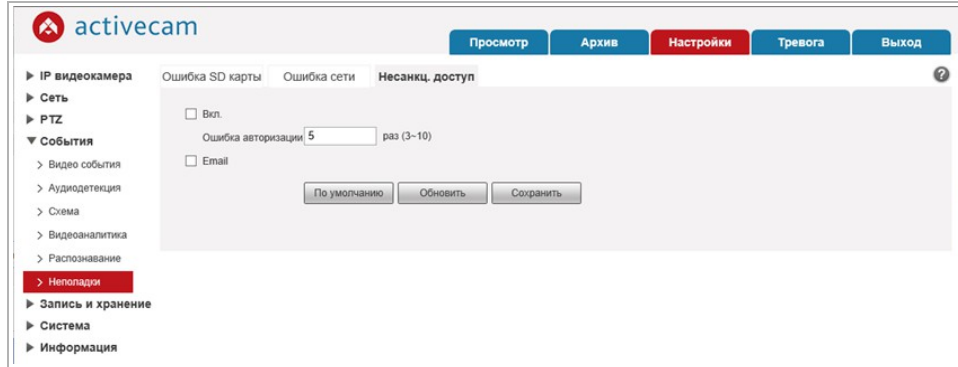 activecam
Просмотр Архив Настройки Тревога Выход
IP видеокамера
Сеть
PTZ
События
Видео события
Аудиодетекция
Схема
Видеоаналитика
Распознавание
Неполадки
Запись и хранение
Система
Информация
Ошибка SD карты Ошибка сети Несанкц. доступ
?
Вкл.
Ошибка авторизации 5 раз (3~10)
Email
По умолчанию Обновить Сохранить